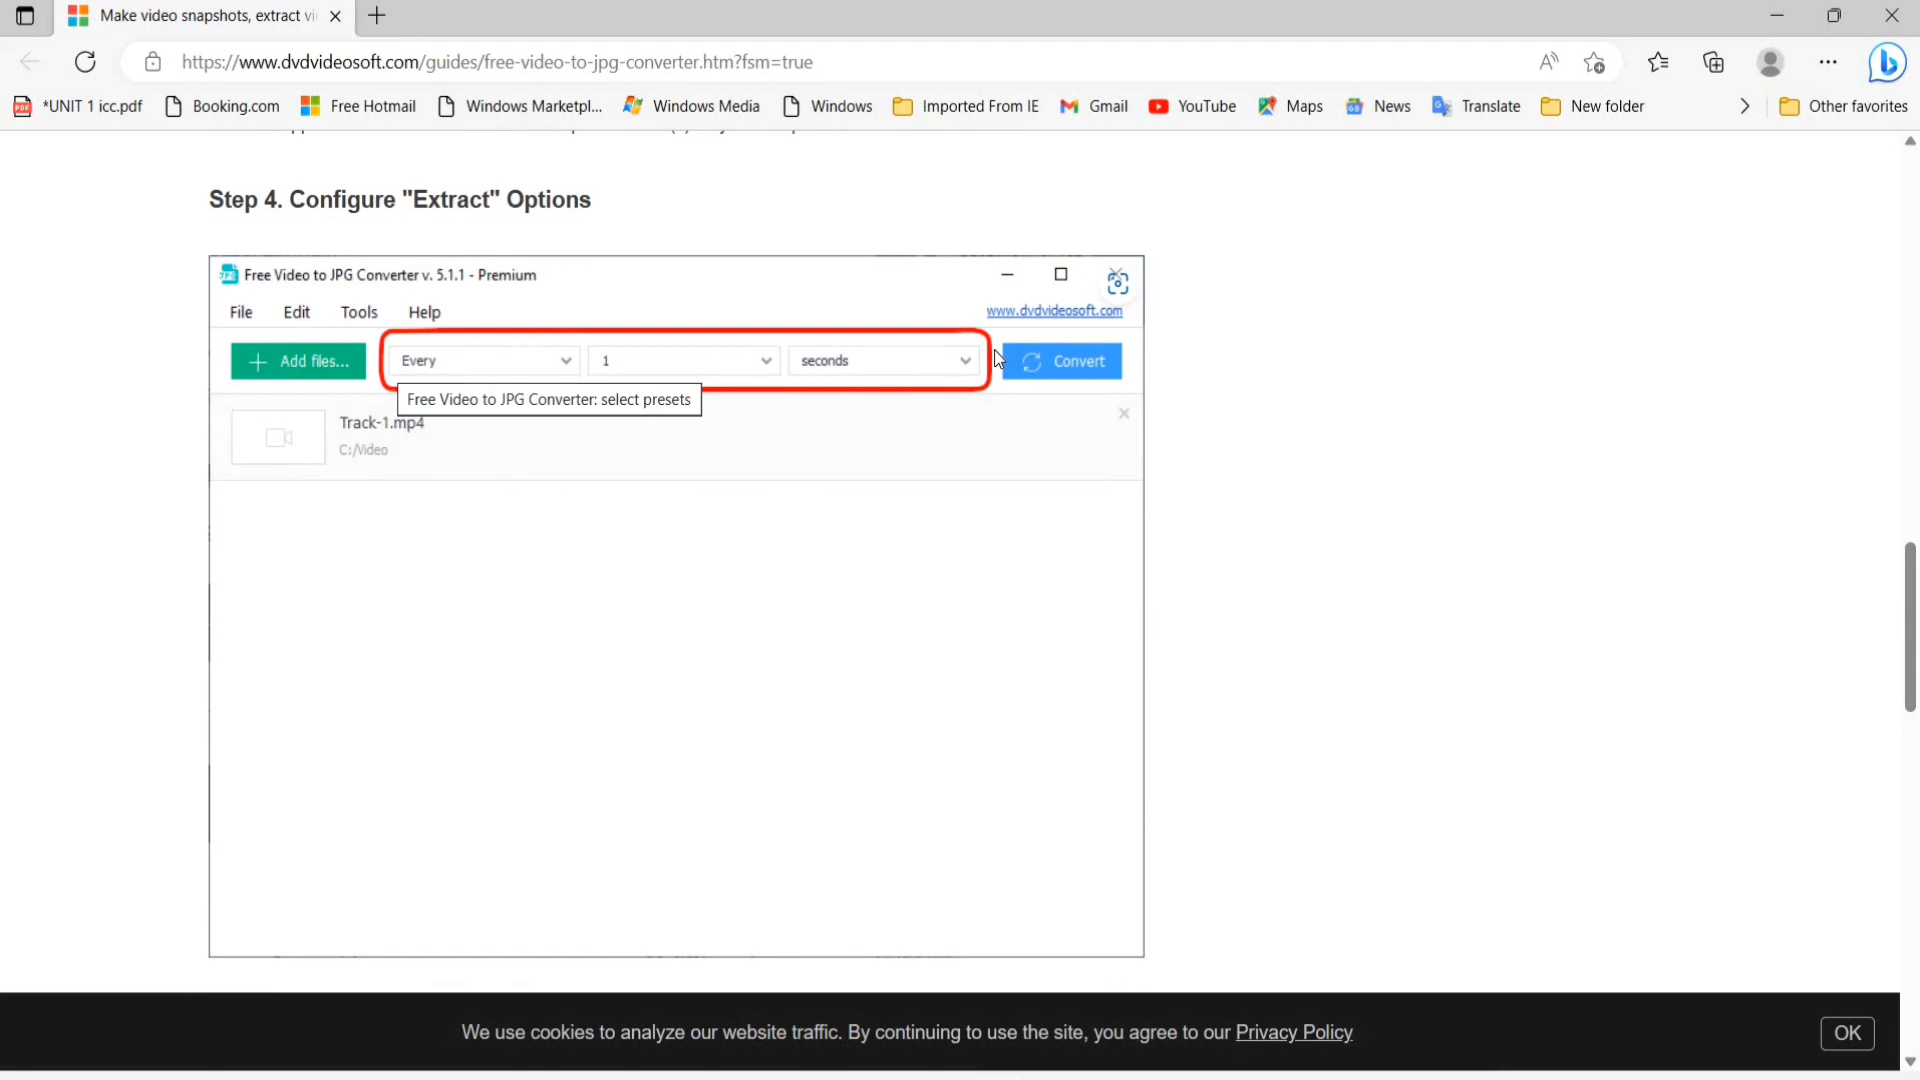 Make video snapshots, extract vi
https://www.dvdvideosoft.com/guides/free-video-to-jpg-converter.htm?fsm=true
*UNIT 1 icc.pdf Booking.com Free Hotmail Windows Marketpl... Windows Media Windows Imported From IE Gmail YouTube Maps News Translate New folder Other favorites
Step 4. Configure "Extract" Options
Free Video to JPG Converter v. 5.1.1 - Premium
File Edit Tools Help www.dvdvideosoft.com
Add files... Every 1 seconds Convert
Free Video to JPG Converter: select presets
Track-1.mp4
C:/Video
We use cookies to analyze our website traffic. By continuing to use the site, you agree to our Privacy Policy OK